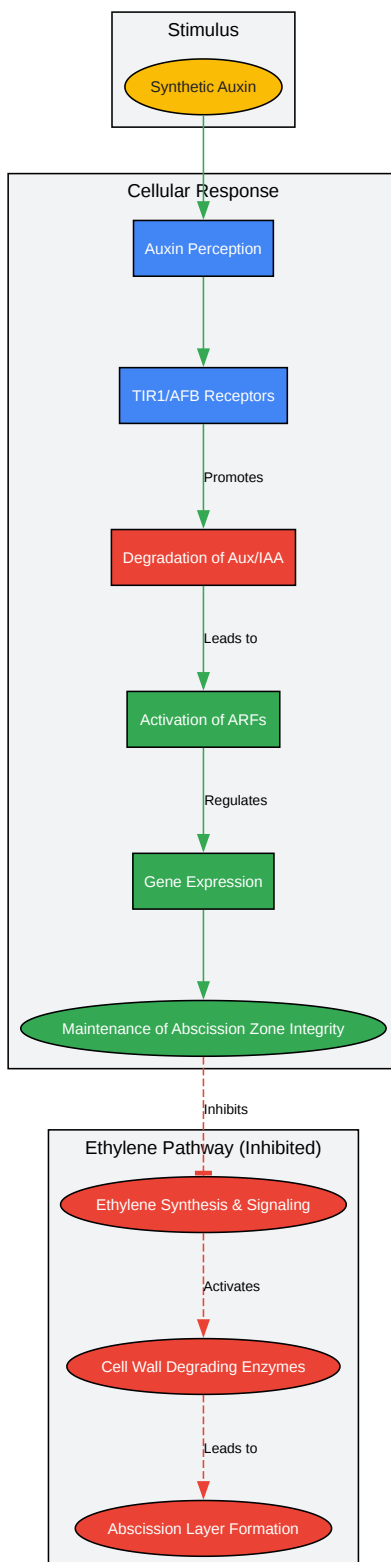 Stimulus
Synthetic Auxin
Cellular Response
Auxin Perception
TIR1/AFB Receptors
Promotes
Degradation of Aux/IAA
Leads to
Activation of ARFs
Regulates
Gene Expression
Maintenance of Abscission Zone Integrity
Inhibits
Ethylene Pathway (Inhibited)
Ethylene Synthesis & Signaling
Activates
Cell Wall Degrading Enzymes
Leads to
Abscission Layer Formation